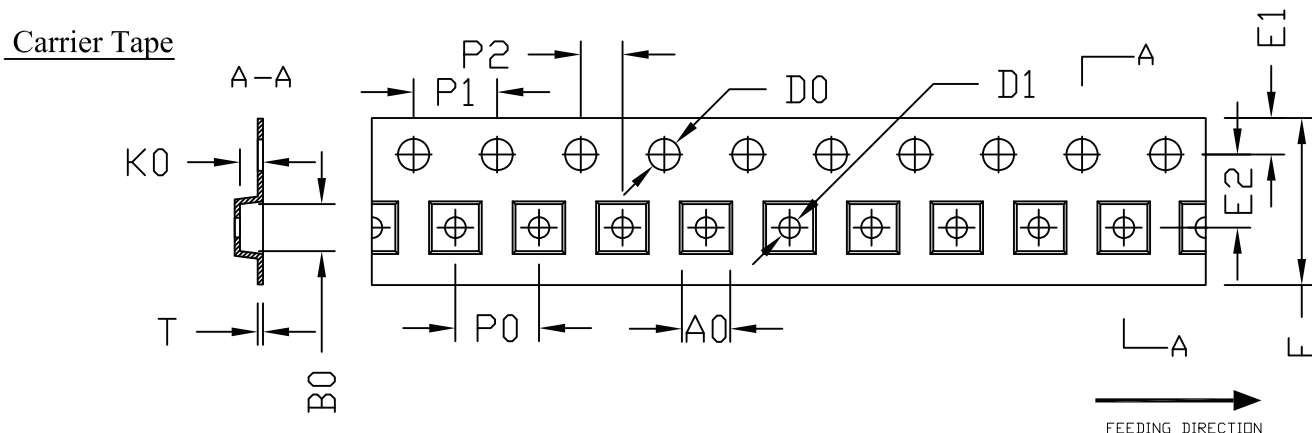 Carrier Tape
A-A
P2
P1
D0
D1
A
E1
K0
E2
T
P0
A0
A
B0
FEEDING DIRECTION